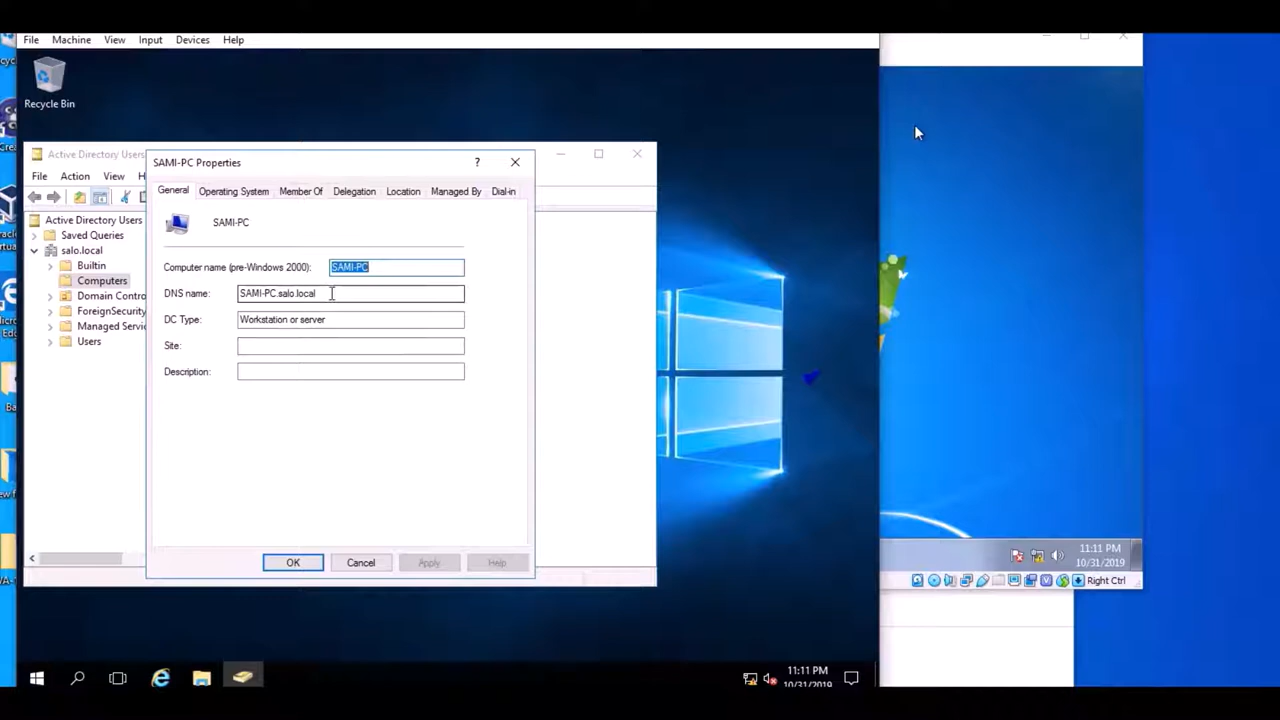 File Machine View Input Devices Help
Recycle Bin
Active Directory Users
File Action View
SAMI-PC Properties
General Operating System Member Of Delegation Location Managed By Dial-in
SAMI-PC
Computer name (pre-Windows 2000): SAMI-PC
DNS name: SAMI-PC.salo.local
DC Type: Workstation or server
Site:
Description:
OK Cancel Apply Help
Active Directory Users
Saved Queries
salo.local
Builtin
Computers
Domain Contro
ForeignSecurity
Managed Servic
Users
11:11 PM
10/31/2019
Right Ctrl
11:11 PM
10/31/2019